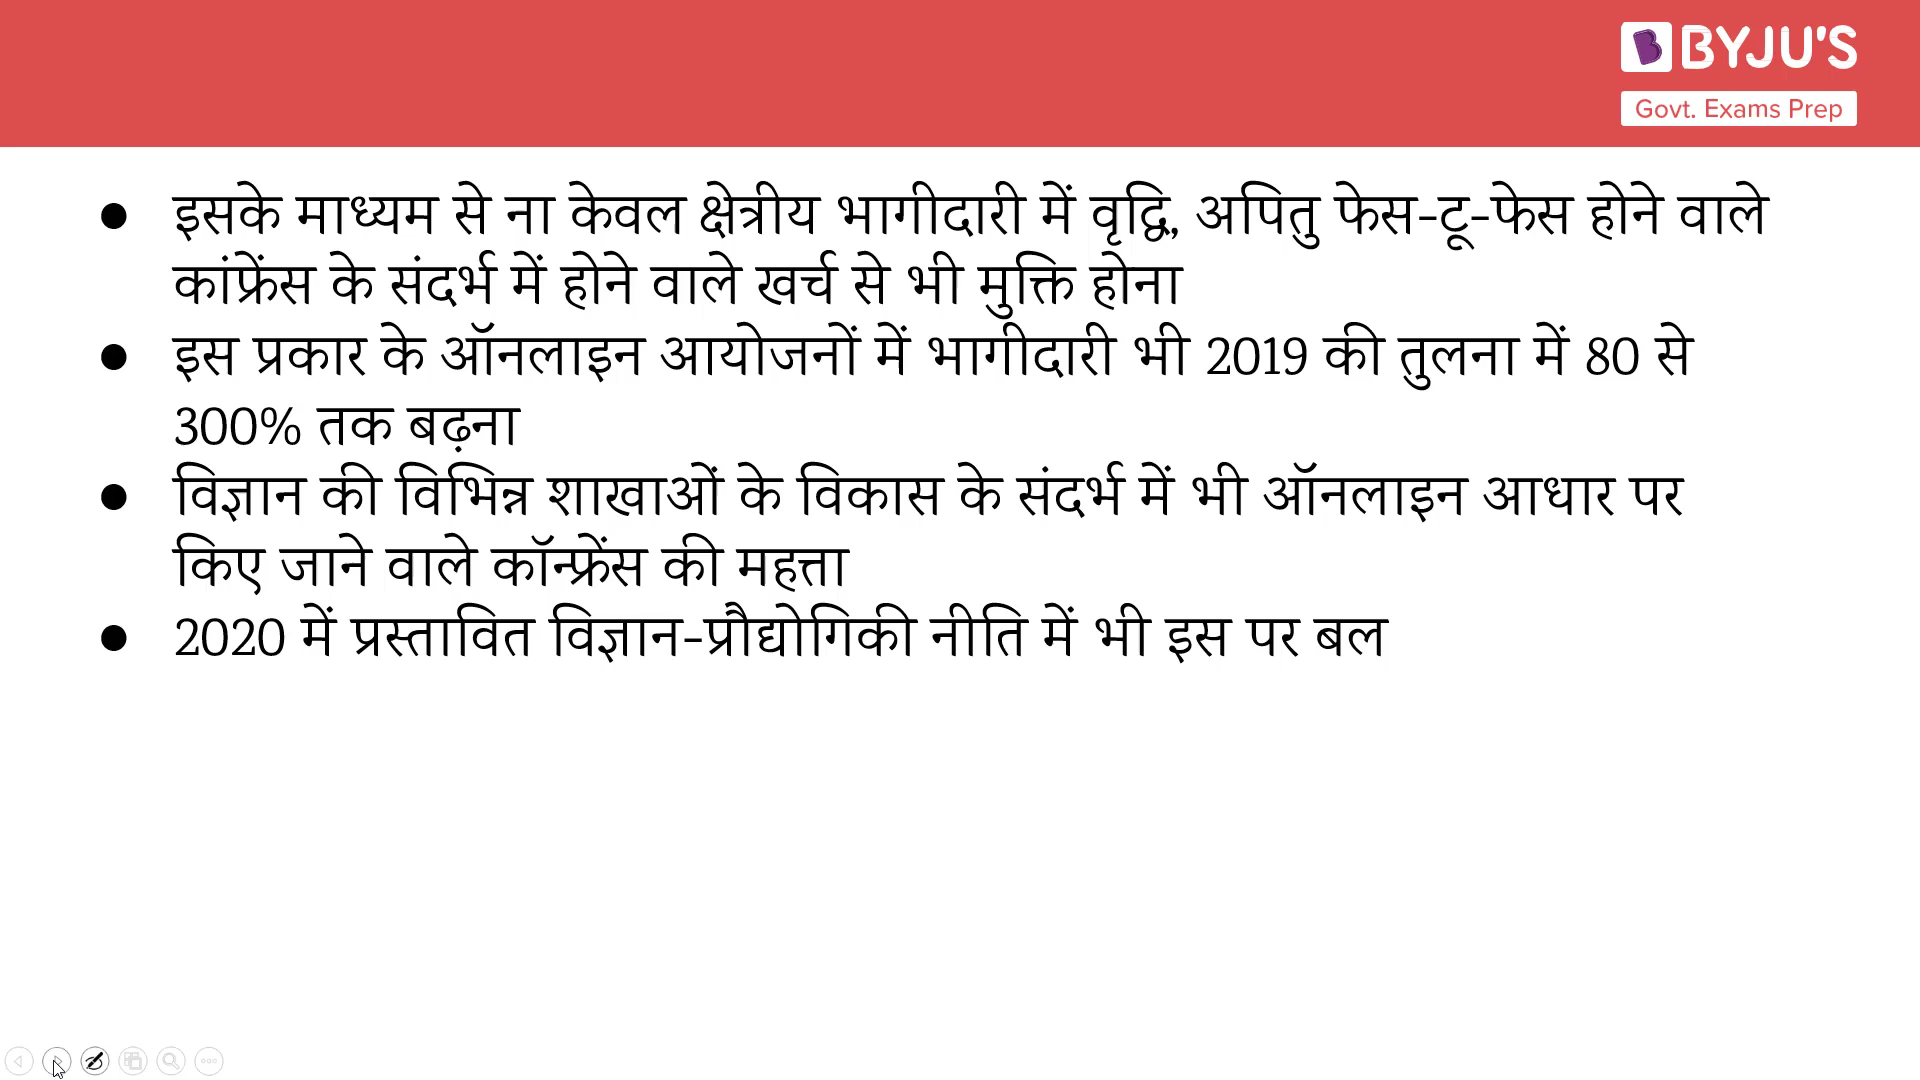 BYJU'S
Govt. Exams Prep
● इसके माध्यम से ना केवल क्षेत्रीय भागीदारी में वृद्धि, अपितु फेस-टू-फेस होने वाले
कांफ्रेंस के संदर्भ में होने वाले खर्च से भी मुक्ति होना
● इस प्रकार के ऑनलाइन आयोजनों में भागीदारी भी 2019 की तुलना में 80 से
300% तक बढ़ना
● विज्ञान की विभिन्न शाखाओं के विकास के संदर्भ में भी ऑनलाइन आधार पर
किए जाने वाले कॉन्फ्रेंस की महत्ता
● 2020 में प्रस्तावित विज्ञान-प्रौद्योगिकी नीति में भी इस पर बल